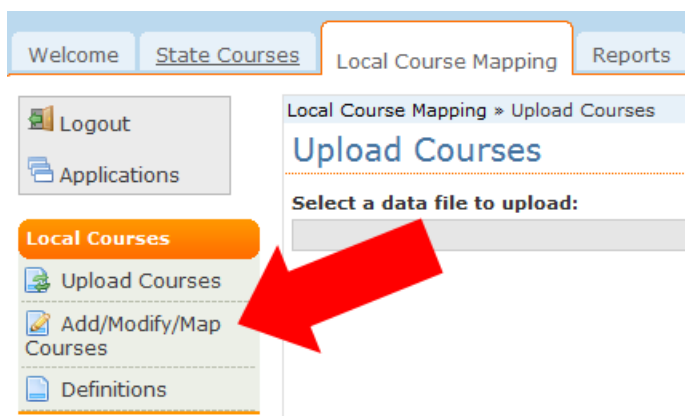 Welcome
State Courses
Local Course Mapping
Reports
Logout
Applications
Local Courses
Upload Courses
Add/Modify/Map
Courses
Definitions
Local Course Mapping » Upload Courses
Upload Courses
Select a data file to upload: